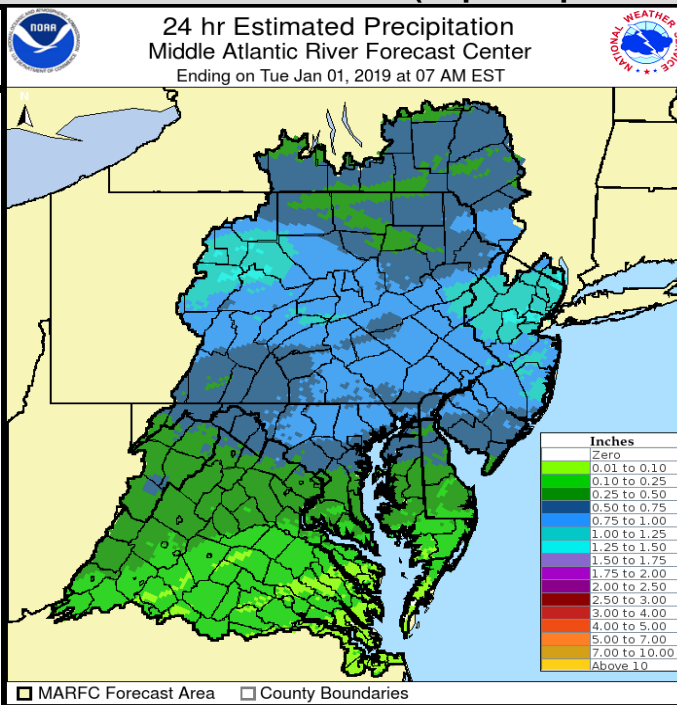 24 hr Estimated Precipitation
Middle Atlantic River Forecast Center
Ending on Tue Jan 01, 2019 at 07 AM EST
NOAA
NATIONAL WEATHER
N
Inches
Zero
0.01 to 0.10
0.10 to 0.25
0.25 to 0.50
0.50 to 0.75
0.75 to 1.00
1.00 to 1.25
1.25 to 1.50
1.50 to 1.75
1.75 to 2.00
2.00 to 2.50
2.50 to 3.00
3.00 to 4.00
4.00 to 5.00
5.00 to 7.00
7.00 to 10.00
Above 10
MARFC Forecast Area
County Boundaries